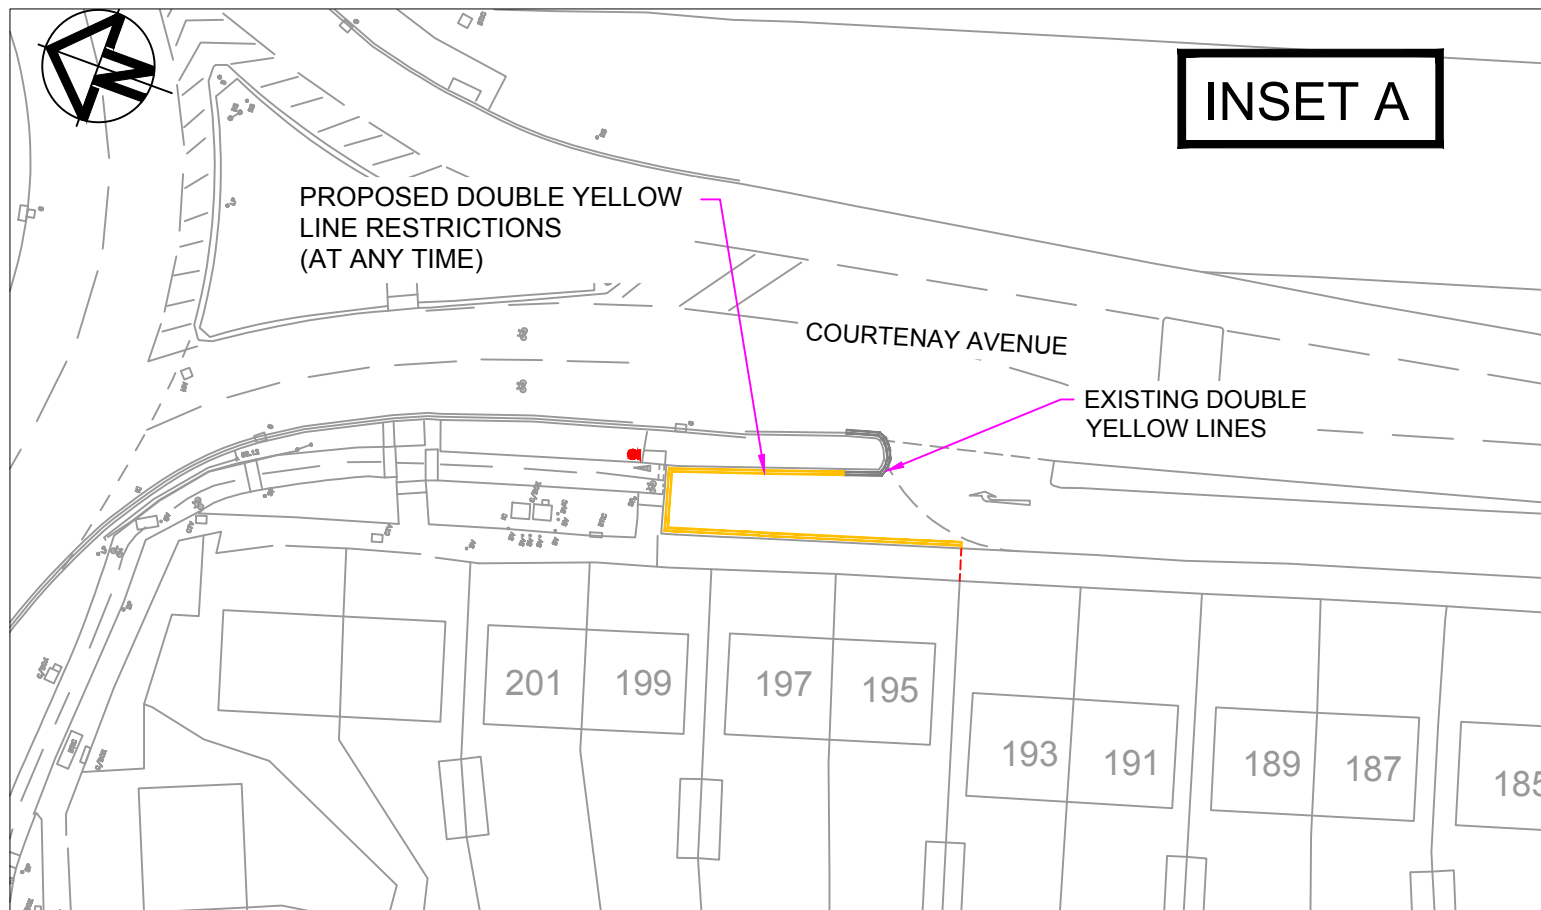 N
INSET A
PROPOSED DOUBLE YELLOW
LINE RESTRICTIONS
(AT ANY TIME)
COURTENAY AVENUE
EXISTING DOUBLE
YELLOW LINES
201
199
197
195
193
191
189
187
185